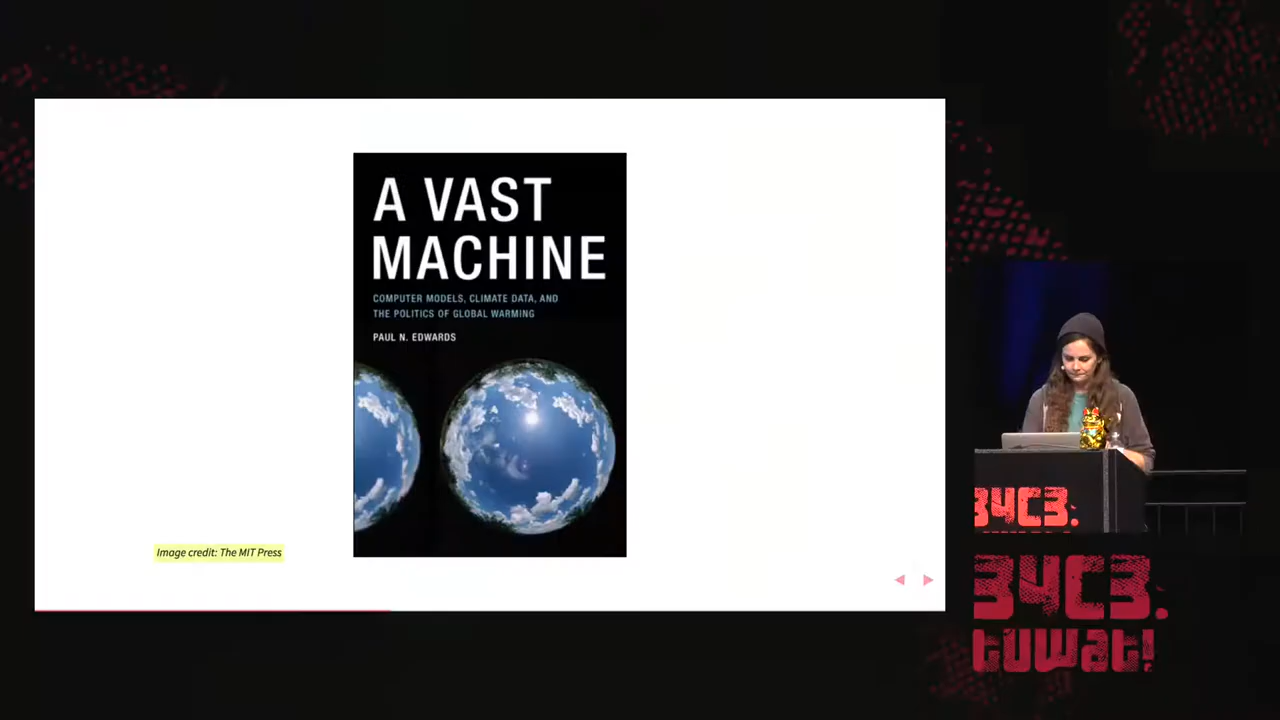 A VAST
MACHINE
COMPUTER MODELS, CLIMATE DATA, AND
THE POLITICS OF GLOBAL WARMING
PAUL N. EDWARDS
Image credit: The MIT Press
34C3.
34C3.
tuwat!